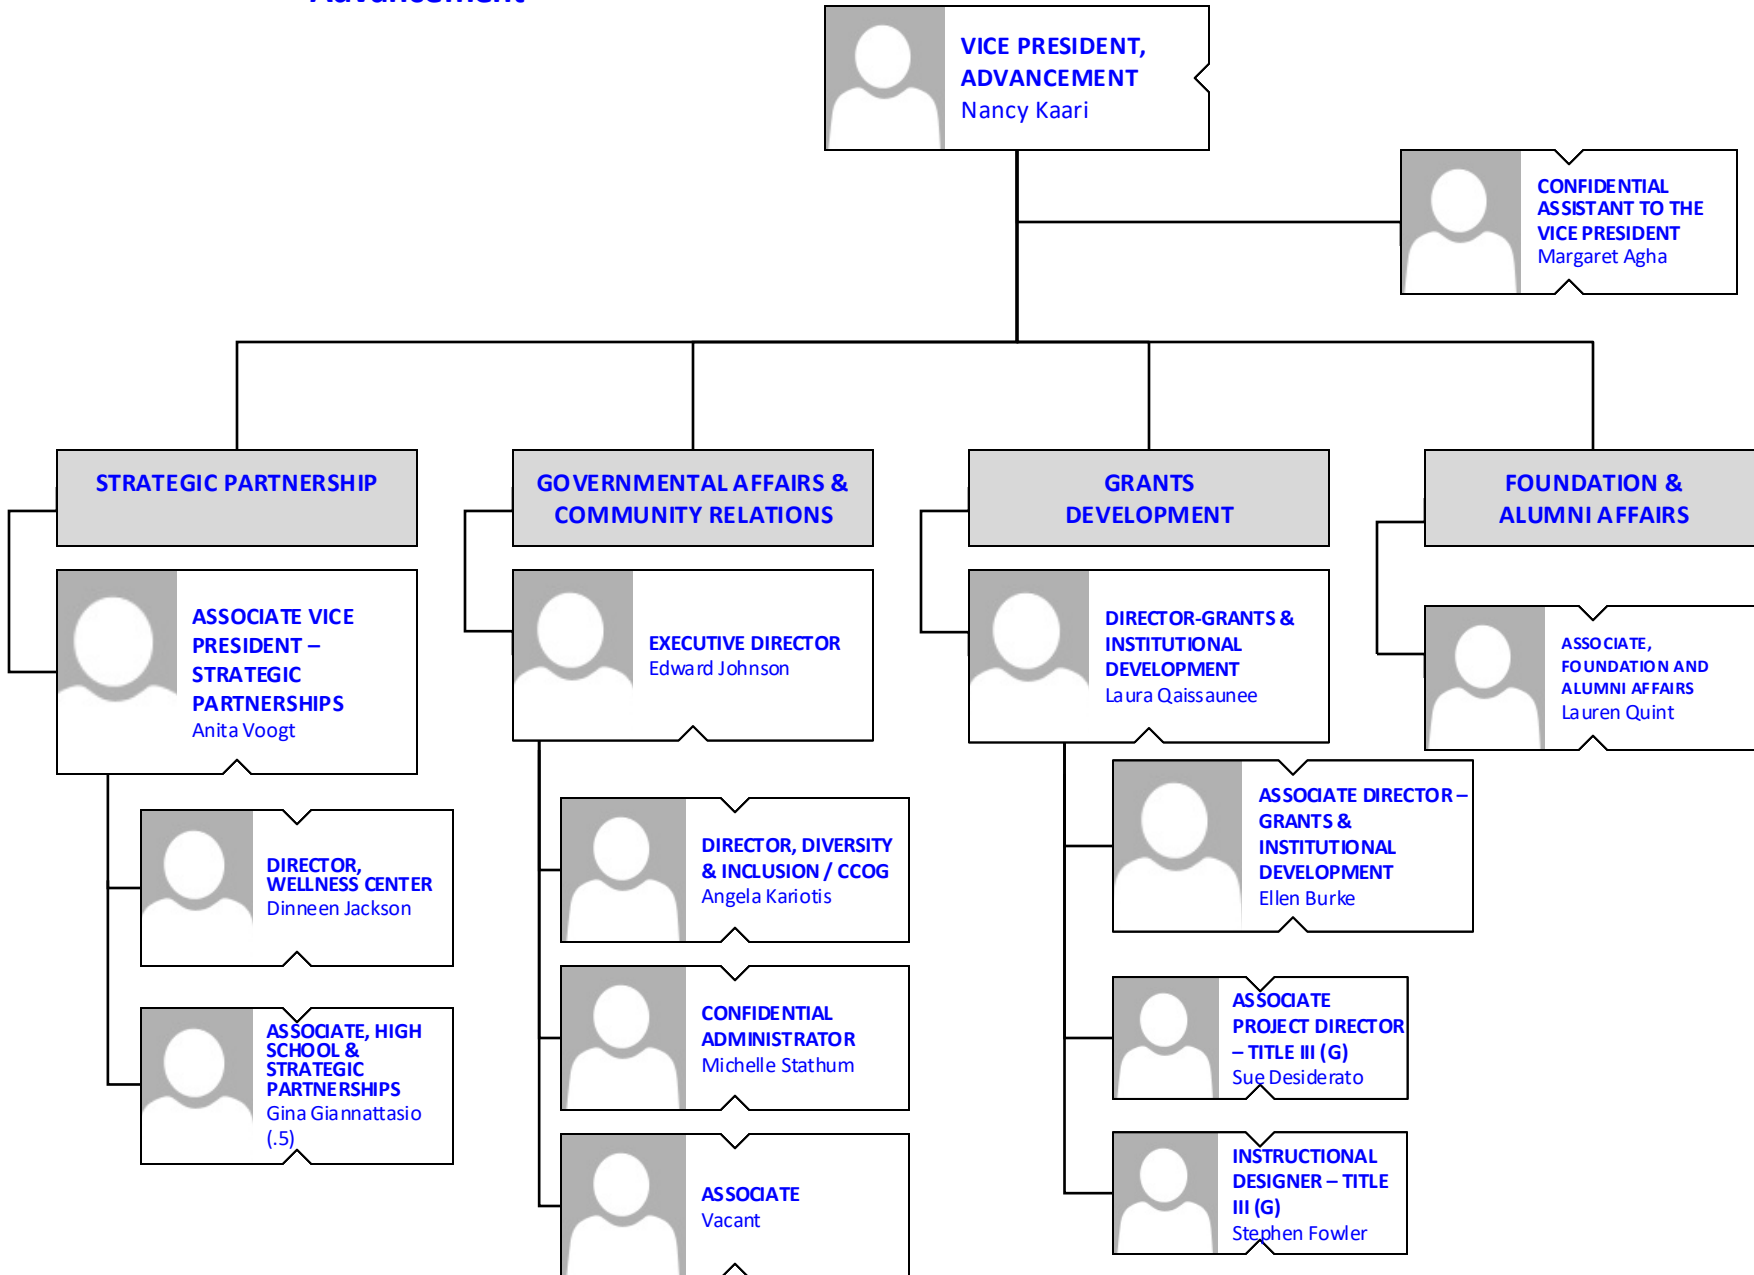 Advancement
VICE PRESIDENT,
ADVANCEMENT
Nancy Kaari
CONFIDENTIAL
ASSISTANT TO THE
VICE PRESIDENT
Margaret Agha
STRATEGIC PARTNERSHIP
ASSOCIATE VICE
PRESIDENT –
STRATEGIC
PARTNERSHIPS
Anita Voogt
DIRECTOR,
WELLNESS CENTER
Dinneen Jackson
ASSOCIATE, HIGH
SCHOOL &
STRATEGIC
PARTNERSHIPS
Gina Giannattasio
(.5)
GOVERNMENTAL AFFAIRS &
COMMUNITY RELATIONS
EXECUTIVE DIRECTOR
Edward Johnson
DIRECTOR, DIVERSITY
& INCLUSION / CCOG
Angela Kariotis
CONFIDENTIAL
ADMINISTRATOR
Michelle Stathum
ASSOCIATE
Vacant
GRANTS
DEVELOPMENT
DIRECTOR-GRANTS &
INSTITUTIONAL
DEVELOPMENT
Laura Qaissaunee
ASSOCIATE DIRECTOR –
GRANTS &
INSTITUTIONAL
DEVELOPMENT
Ellen Burke
ASSOCIATE
PROJECT DIRECTOR
– TITLE III (G)
Sue Desiderato
INSTRUCTIONAL
DESIGNER – TITLE
III (G)
Stephen Fowler
FOUNDATION &
ALUMNI AFFAIRS
ASSOCIATE,
FOUNDATION AND
ALUMNI AFFAIRS
Lauren Quint